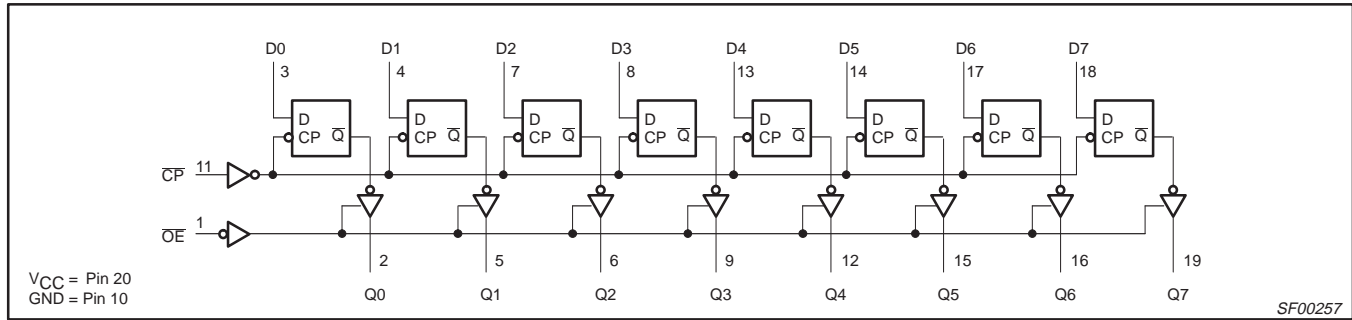 D0 D1 D2 D3 D4 D5 D6 D7
3 4 7 8 13 14 17 18
D D D D D D D D
CP Q̅ CP Q̅ CP Q̅ CP Q̅ CP Q̅ CP Q̅ CP Q̅ CP Q̅
C̅P̅ 11
O̅E̅ 1
2 5 6 9 12 15 16 19
VCC = Pin 20
GND = Pin 10
Q0 Q1 Q2 Q3 Q4 Q5 Q6 Q7
SF00257